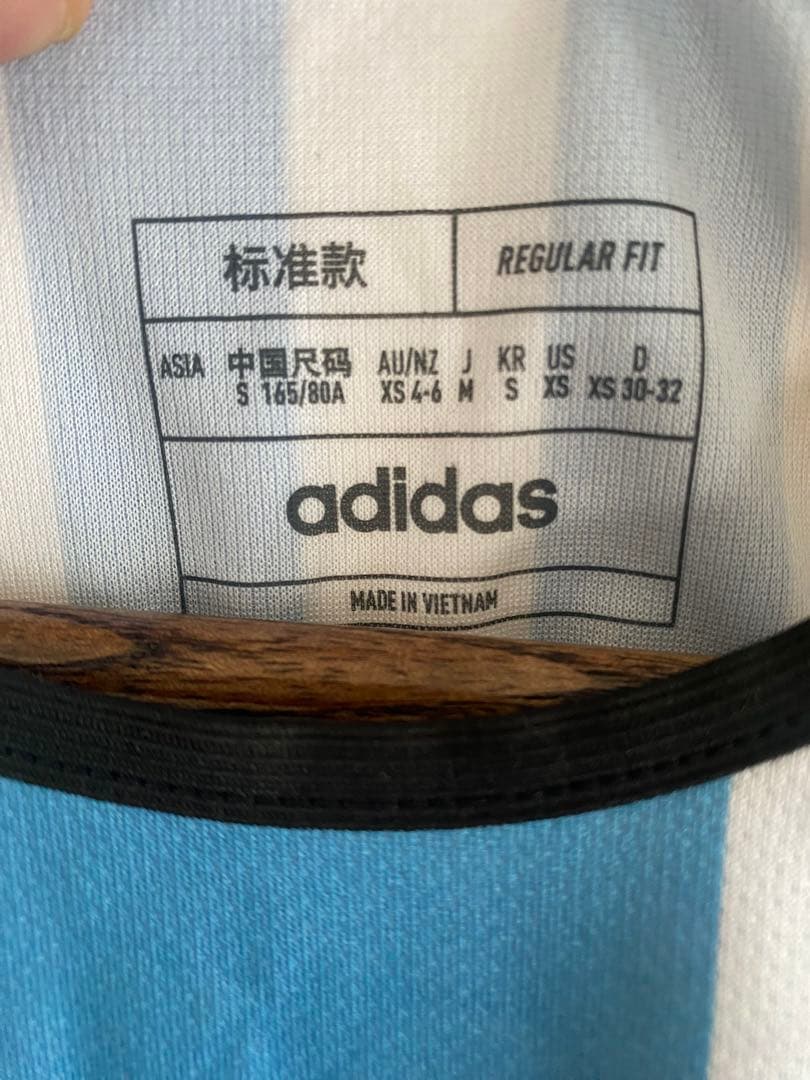 标准款 REGULAR FIT
ASIA 中国尺码 AU/NZ J KR US D
S 165/80A XS 4-6 M S XS XS 30-32
adidas
MADE IN VIETNAM